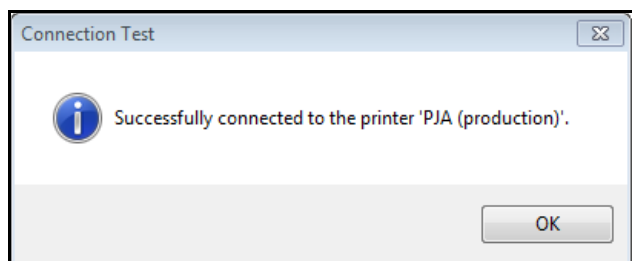 Connection Test
Successfully connected to the printer 'PJA (production)'.
OK